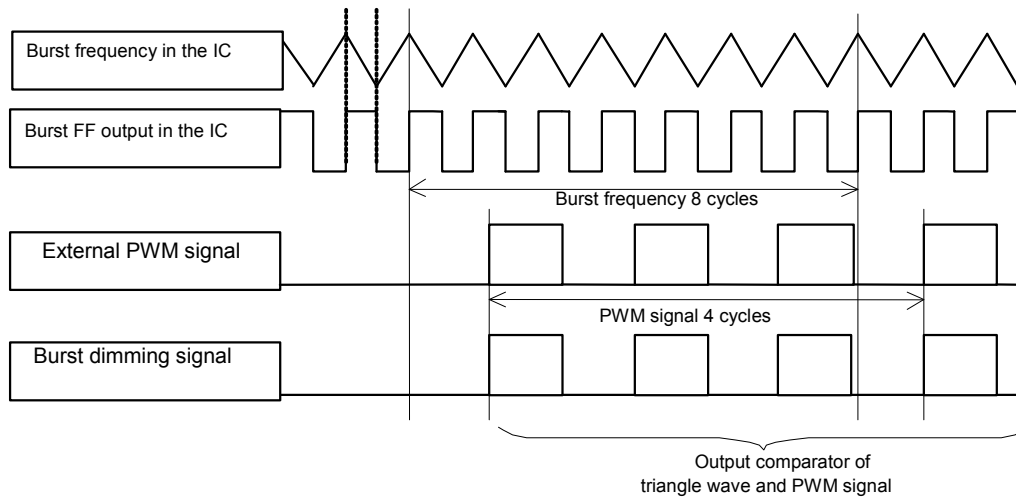 Burst frequency in the IC
Burst FF output in the IC
Burst frequency 8 cycles
External PWM signal
PWM signal 4 cycles
Burst dimming signal
Output comparator of
triangle wave and PWM signal